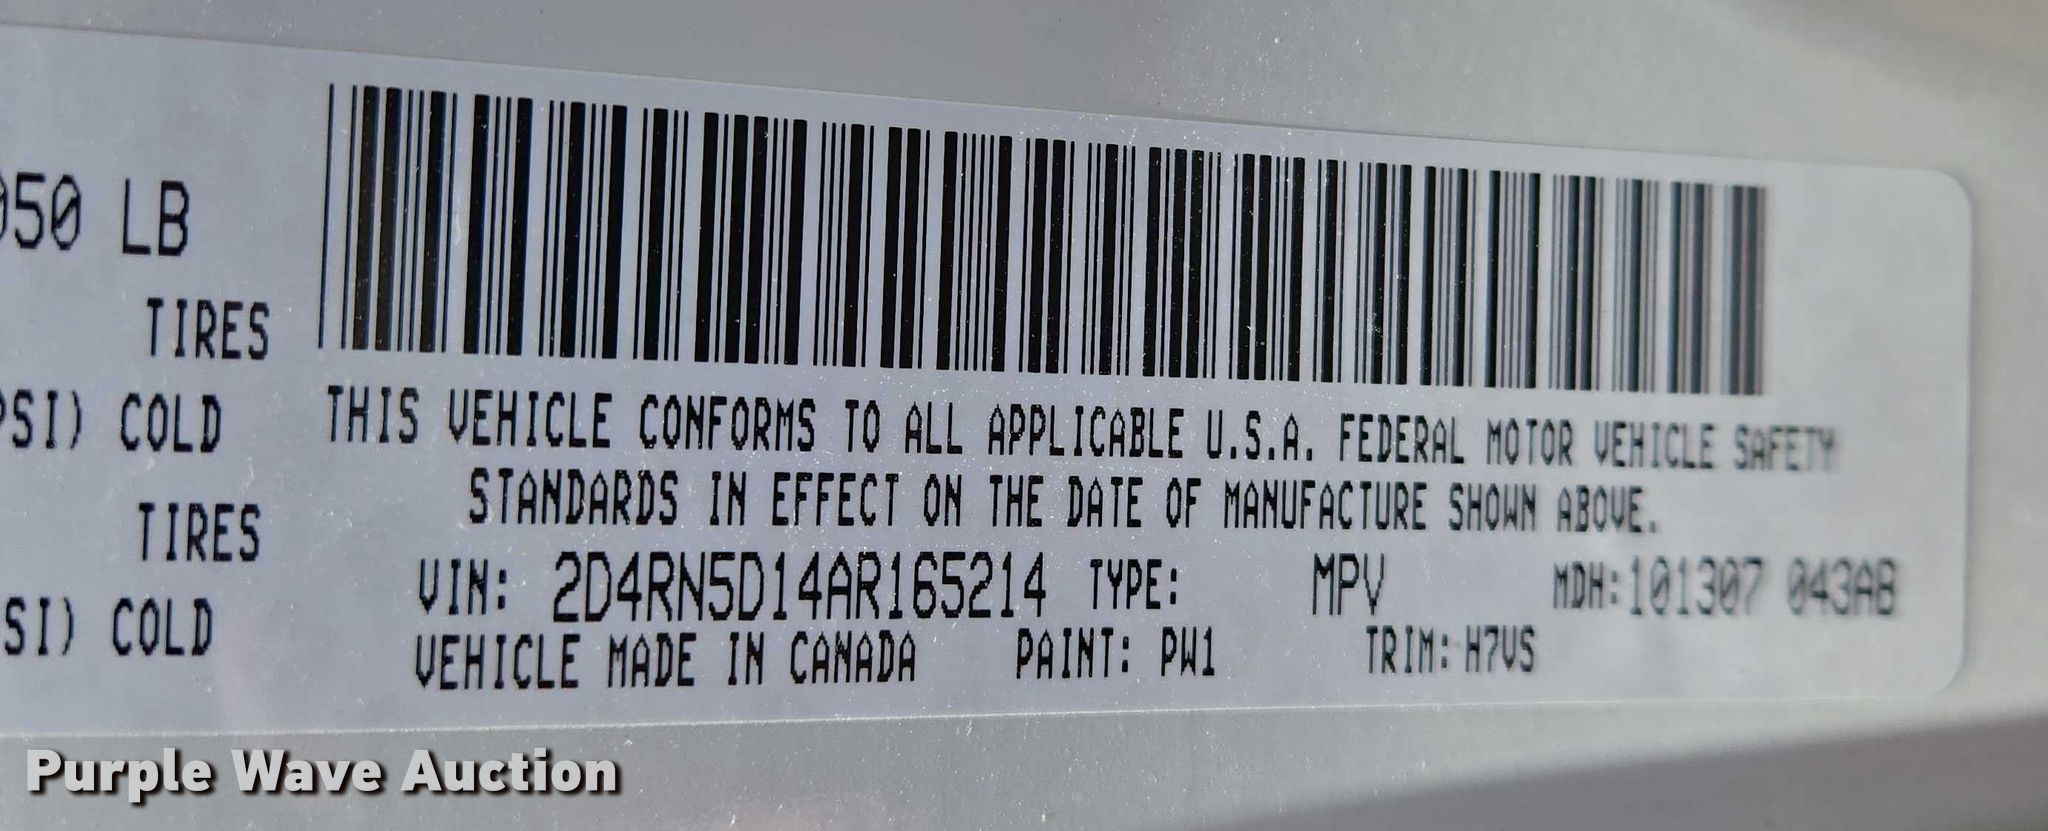 050 LB
TIRES
PSI) COLD
TIRES
SI) COLD
THIS VEHICLE CONFORMS TO ALL APPLICABLE U.S.A. FEDERAL MOTOR VEHICLE SAFETY
STANDARDS IN EFFECT ON THE DATE OF MANUFACTURE SHOWN ABOVE.
VIN: 2D4RN5D14AR165214 TYPE: MPV MDH:101307 043AB
VEHICLE MADE IN CANADA PAINT: PW1 TRIM: H7VS
Purple Wave Auction